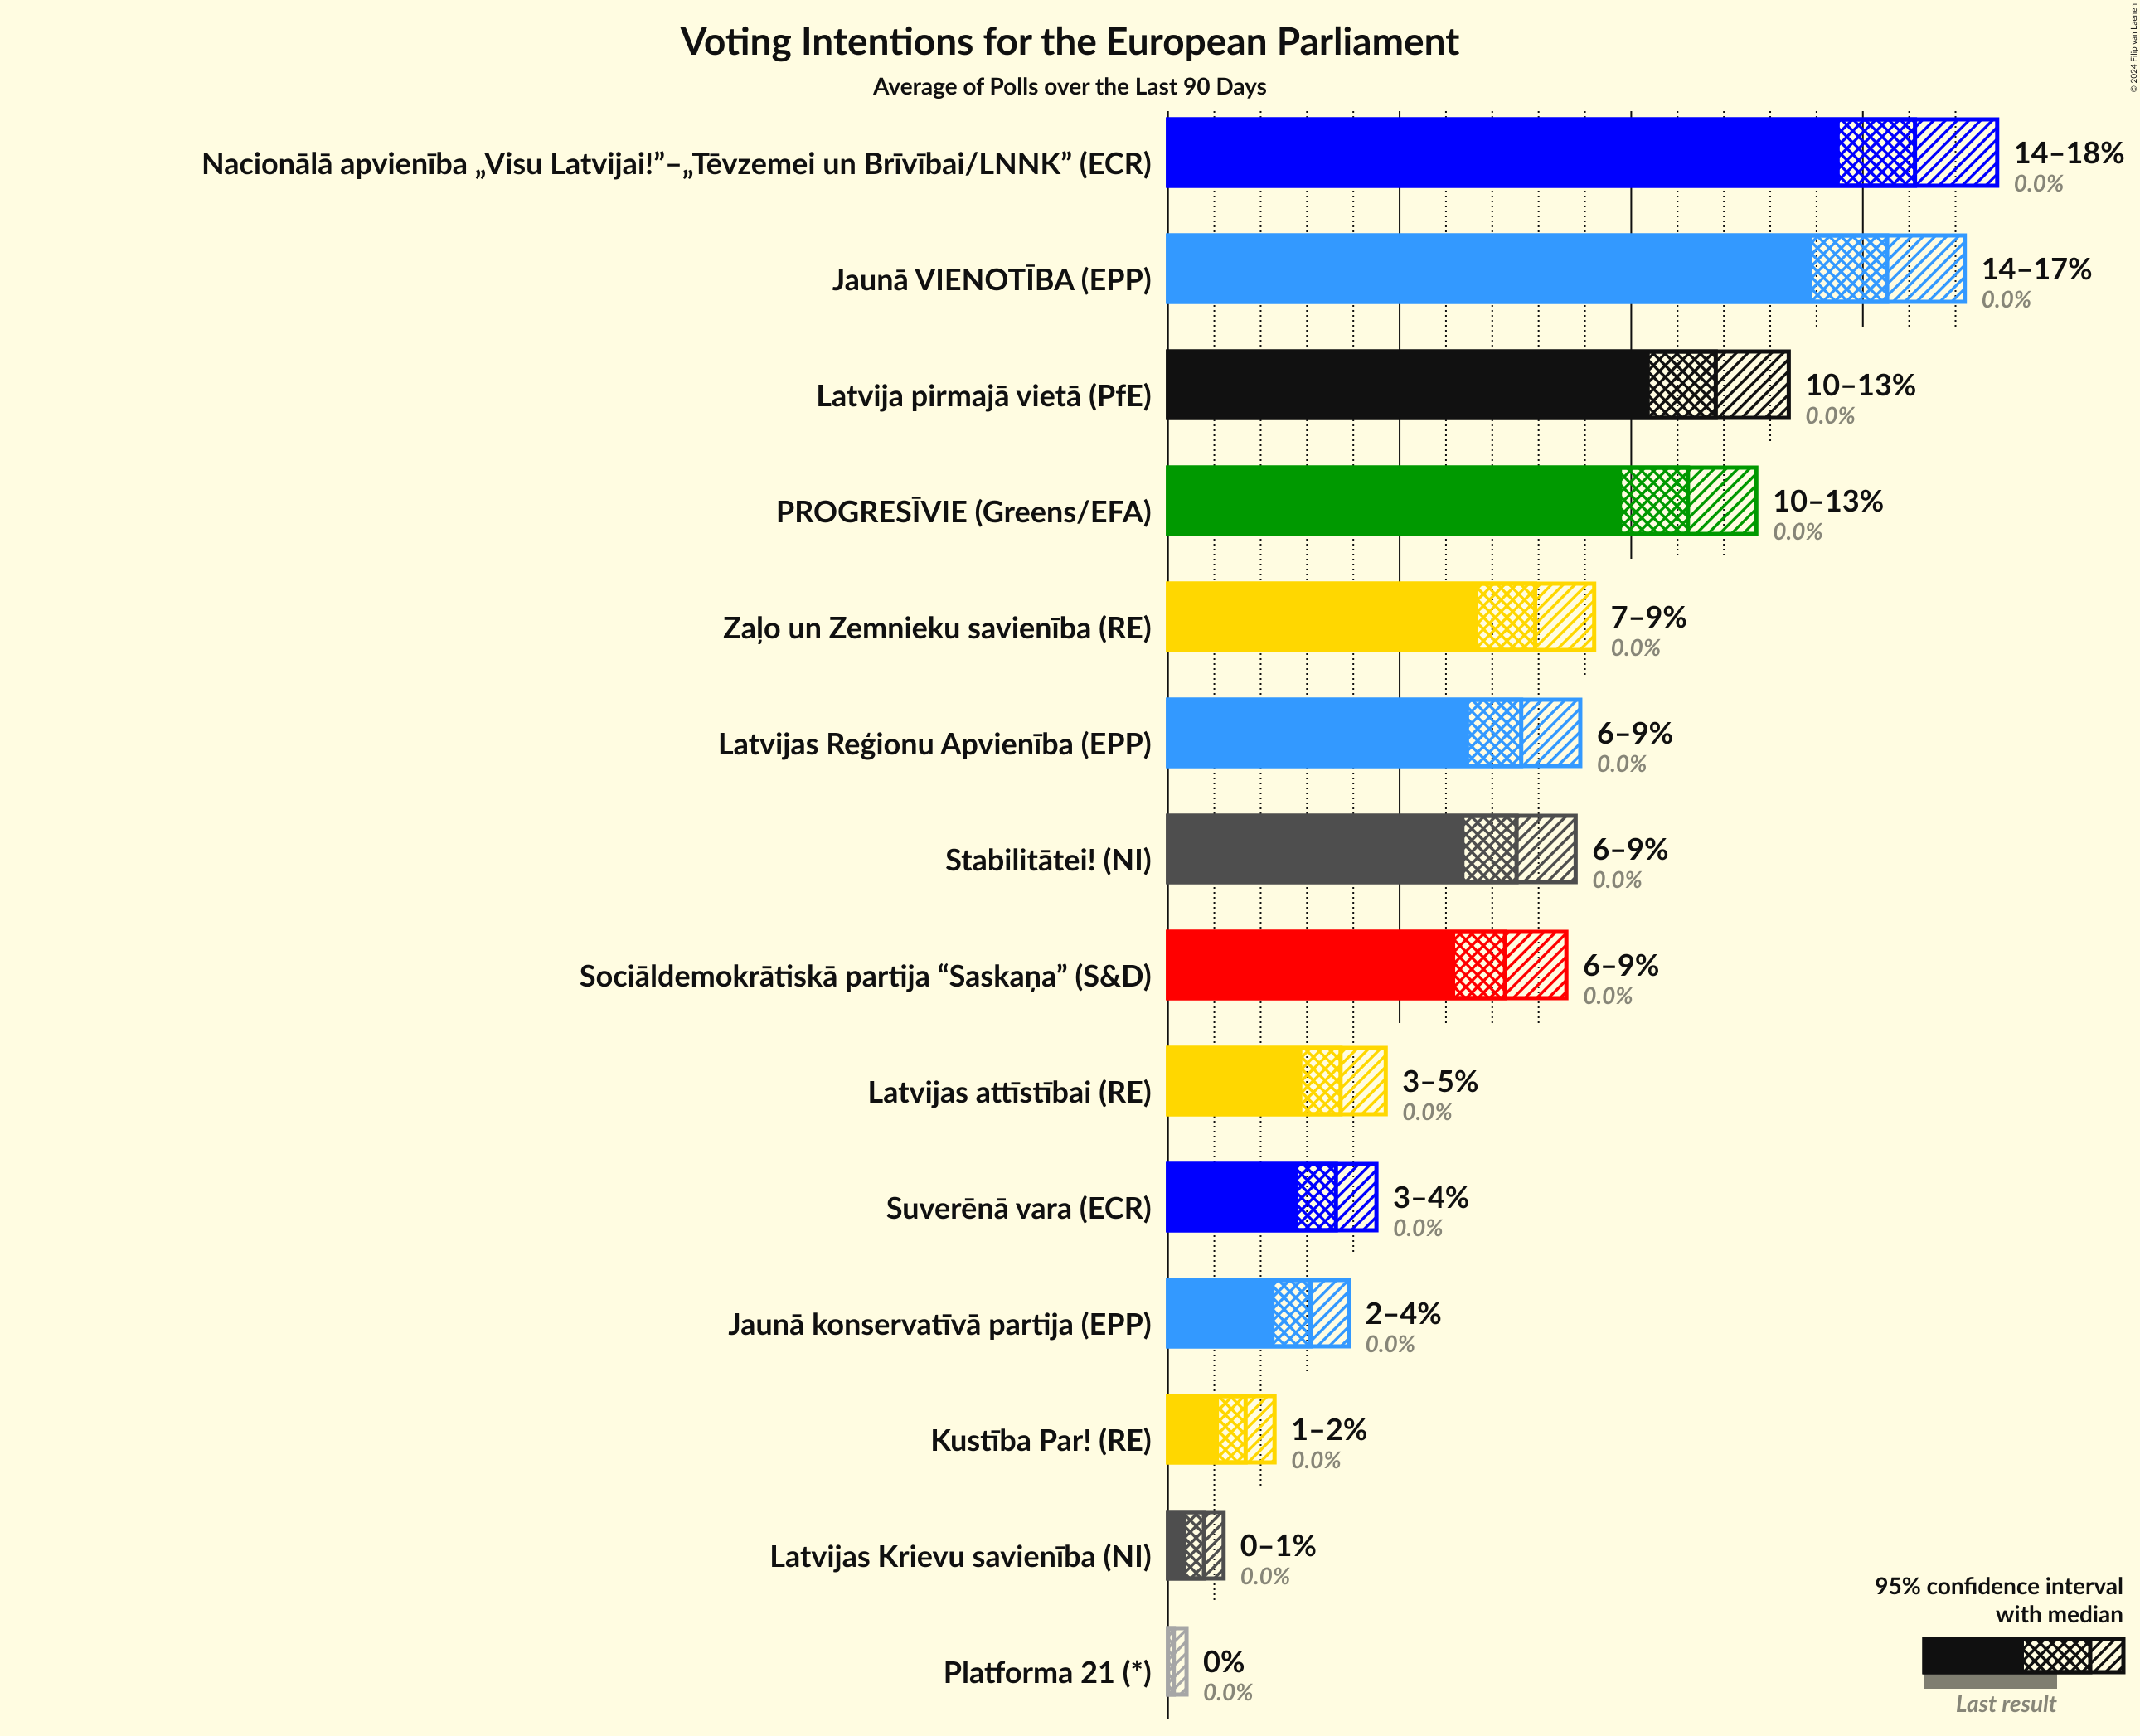 © 2024 Filip van Laenen
Voting Intentions for the European Parliament
Average of Polls over the Last 90 Days
Nacionālā apvienība „Visu Latvijai!”–„Tēvzemei un Brīvībai/LNNK” (ECR)
14–18%
0.0%
Jaunā VIENOTĪBA (EPP)
14–17%
0.0%
Latvija pirmajā vietā (PfE)
10–13%
0.0%
PROGRESĪVIE (Greens/EFA)
10–13%
0.0%
Zaļo un Zemnieku savienība (RE)
7–9%
0.0%
Latvijas Reģionu Apvienība (EPP)
6–9%
0.0%
Stabilitātei! (NI)
6–9%
0.0%
Sociāldemokrātiskā partija “Saskaņa” (S&D)
6–9%
0.0%
Latvijas attīstībai (RE)
3–5%
0.0%
Suverēnā vara (ECR)
3–4%
0.0%
Jaunā konservatīvā partija (EPP)
2–4%
0.0%
Kustība Par! (RE)
1–2%
0.0%
Latvijas Krievu savienība (NI)
0–1%
0.0%
Platforma 21 (*)
0%
0.0%
95% confidence interval
with median
Last result